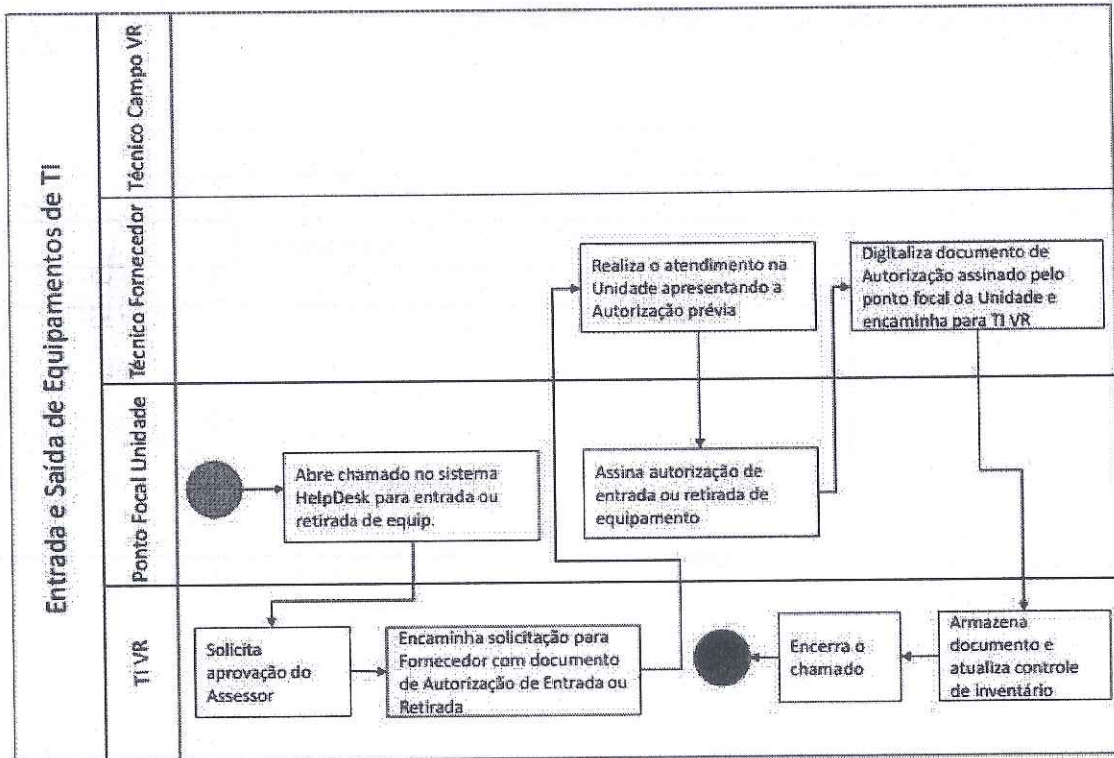 Entrada e Saída de Equipamentos de TI
Técnico Campo VR
Técnico Fornecedor
Realiza o atendimento na
Unidade apresentando a
Autorização prévia
Digitaliza documento de
Autorização assinado pelo
ponto focal da Unidade e
encaminha para TI VR
Ponto Focal Unidade
Abre chamado no sistema
HelpDesk para entrada ou
retirada de equip.
Assina autorização de
entrada ou retirada de
equipamento
TI VR
Solicita
aprovação do
Assessor
Encaminha solicitação para
Fornecedor com documento
de Autorização de Entrada ou
Retirada
Encerra o
chamado
Armazena
documento e
atualiza controle
de inventário